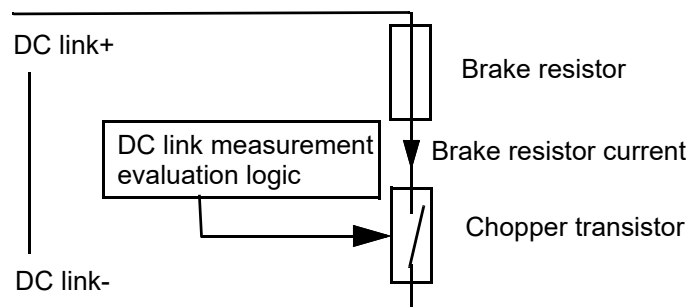 DC link+
Brake resistor
DC link measurement
evaluation logic
Brake resistor current
Chopper transistor
DC link-